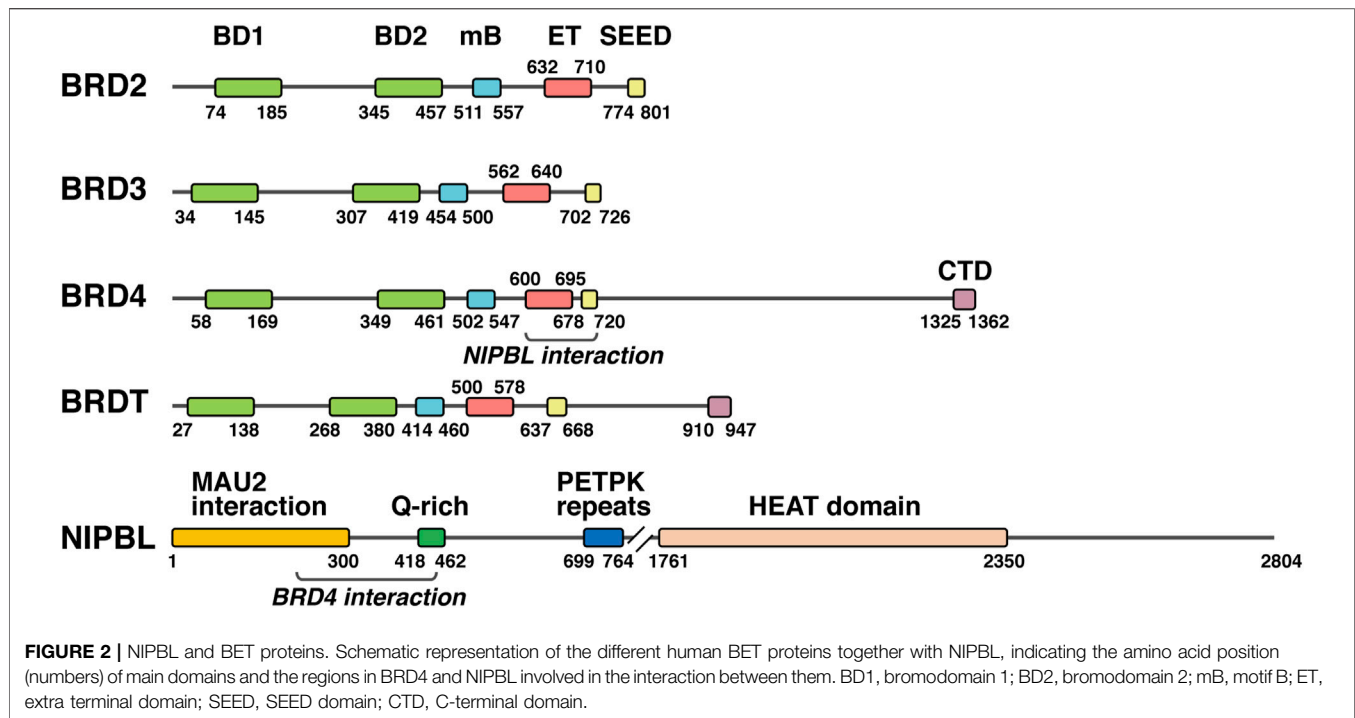 BD1 BD2 mB ET SEED
632 710
BRD2
74 185 345 457 511 557 774 801
562 640
BRD3
34 145 307 419 454 500 702 726
CTD
600 695
BRD4
58 169 349 461 502 547 678 720 1325 1362
NIPBL interaction
500 578
BRDT
27 138 268 380 414 460 637 668 910 947
MAU2 PETPK
interaction Q-rich repeats HEAT domain
NIPBL
1 300 418 462 699 764 1761 2350 2804
BRD4 interaction
FIGURE 2 | NIPBL and BET proteins. Schematic representation of the different human BET proteins together with NIPBL, indicating the amino acid position
(numbers) of main domains and the regions in BRD4 and NIPBL involved in the interaction between them. BD1, bromodomain 1; BD2, bromodomain 2; mB, motif B; ET,
extra terminal domain; SEED, SEED domain; CTD, C-terminal domain.